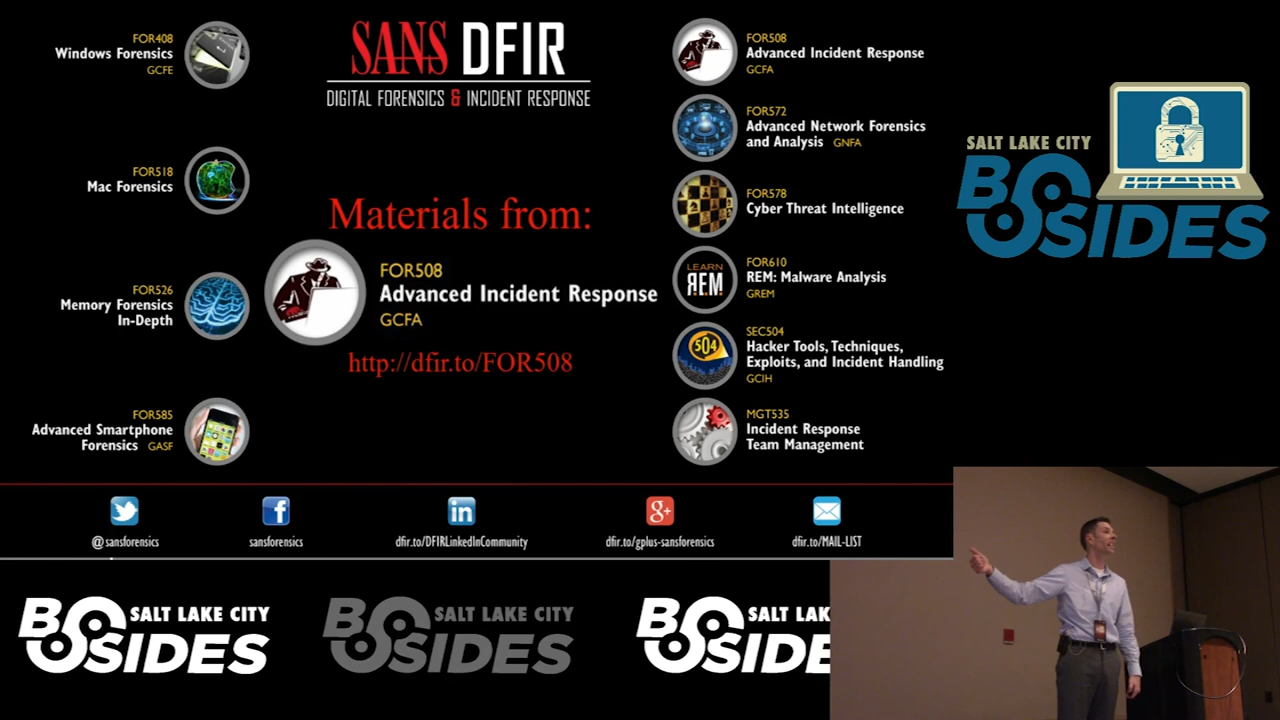 FOR408
Windows Forensics
GCFE
FOR518
Mac Forensics
FOR526
Memory Forensics
In-Depth
FOR585
Advanced Smartphone
Forensics GASF
SANS DFIR
DIGITAL FORENSICS & INCIDENT RESPONSE
Materials from:
FOR508
Advanced Incident Response
GCFA
http://dfir.to/FOR508
FOR508
Advanced Incident Response
GCFA
FOR572
Advanced Network Forensics
and Analysis GNFA
FOR578
Cyber Threat Intelligence
LEARN
R.E.M.
FOR610
REM: Malware Analysis
GREM
504
SEC504
Hacker Tools, Techniques,
Exploits, and Incident Handling
GCIH
MGT535
Incident Response
Team Management
@sansforensics
sansforensics
dfir.to/DFIRLinkedInCommunity
dfir.to/gplus-sansforensics
dfir.to/MAIL-LIST
SALT LAKE CITY
BSIDES
BSIDES SALT LAKE CITY
BSIDES SALT LAKE CITY
BSIDES SALT LAK